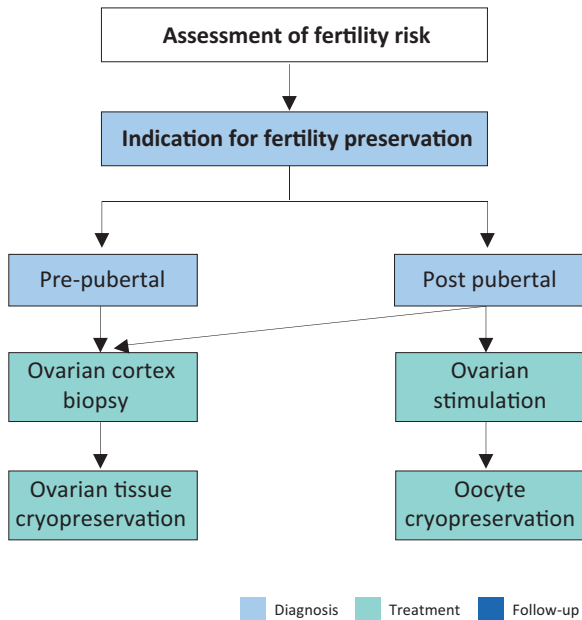 Assessment of fertility risk
Indication for fertility preservation
Pre-pubertal
Post pubertal
Ovarian cortex
biopsy
Ovarian
stimulation
Ovarian tissue
cryopreservation
Oocyte
cryopreservation
Diagnosis
Treatment
Follow-up